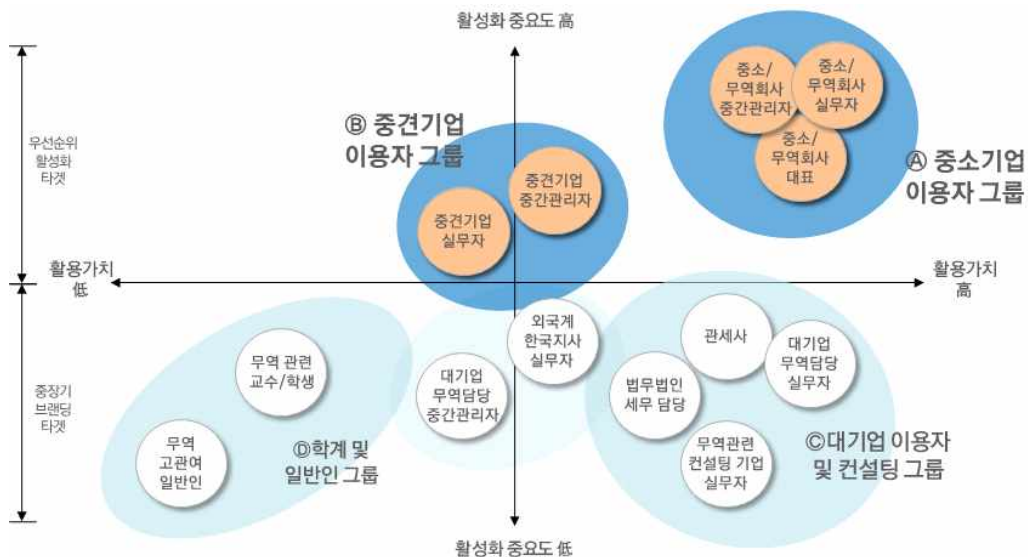 활성화 중요도 高
우선순위
활성화
타겟
Ⓑ 중견기업
이용자 그룹
중견기업
중간관리자
중견기업
실무자
중소/
무역회사
중간관리자
중소/
무역회사
실무자
중소/
무역회사
대표
Ⓐ 중소기업
이용자 그룹
활용가치
低
활용가치
高
중장기
브랜딩
타겟
무역 관련
교수/학생
무역
고관여
일반인
Ⓓ학계 및
일반인 그룹
외국계
한국지사
실무자
대기업
무역담당
중간관리자
관세사
대기업
무역담당
실무자
법무법인
세무 담당
무역관련
컨설팅 기업
실무자
Ⓒ대기업 이용자
및 컨설팅 그룹
활성화 중요도 低